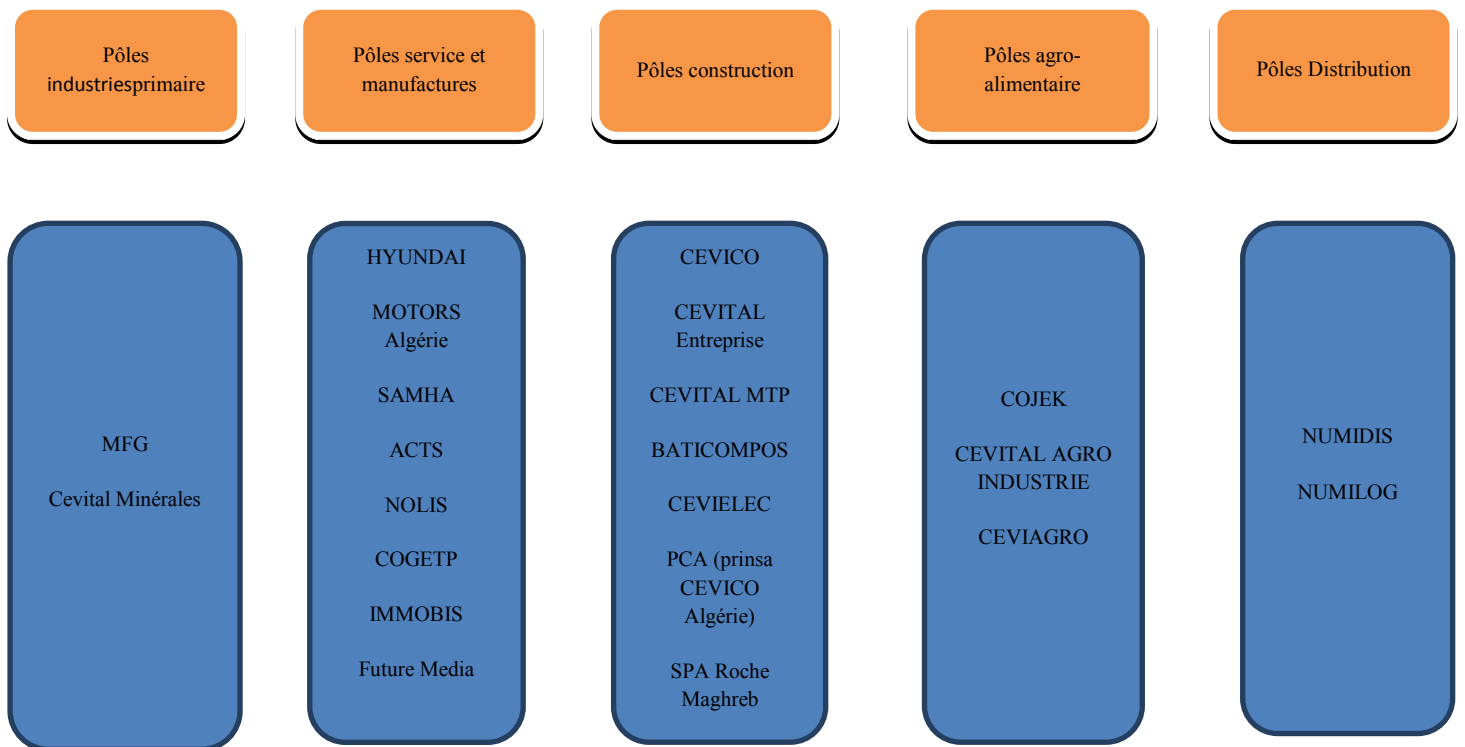 Pôles
industriesprimaire
Pôles service et
manufactures
Pôles construction
Pôles agro-
alimentaire
Pôles Distribution
MFG
Cevital Minérales
HYUNDAI
MOTORS
Algérie
SAMHA
ACTS
NOLIS
COGETP
IMMOBIS
Future Media
CEVICO
CEVITAL
Entreprise
CEVITAL MTP
BATICOMPOS
CEVIELEC
PCA (prinsa
CEVICO
Algérie)
SPA Roche
Maghreb
COJEK
CEVITAL AGRO
INDUSTRIE
CEVIAGRO
NUMIDIS
NUMILOG